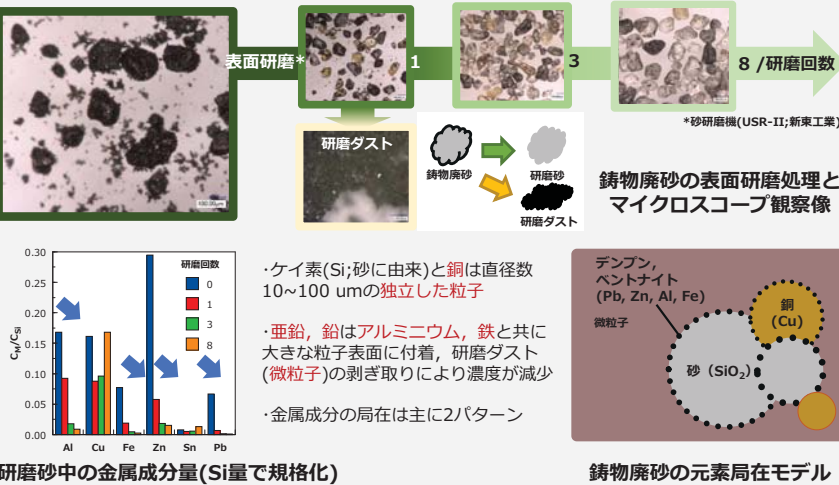 表面研磨*
1
3
8 /研磨回数
*砂研磨機(USR-II;新東工業)
研磨ダスト
鋳物廃砂
研磨砂
研磨ダスト
鋳物廃砂の表面研磨処理と
マイクロスコープ観察像
100.00μm
0.30
0.25
0.20
0.15
0.10
0.05
0.00
CM/CSi
研磨回数
0
1
3
8
Al
Cu
Fe
Zn
Sn
Pb
研磨砂中の金属成分量(Si量で規格化)
･ケイ素(Si;砂に由来)と銅は直径数
10~100 umの独立した粒子
･亜鉛，鉛はアルミニウム，鉄と共に
大きな粒子表面に付着，研磨ダスト
(微粒子)の剥ぎ取りにより濃度が減少
･金属成分の局在は主に2パターン
デンプン，
ベントナイト
(Pb, Zn, Al, Fe)
微粒子
銅
(Cu)
砂（SiO2）
鋳物廃砂の元素局在モデル